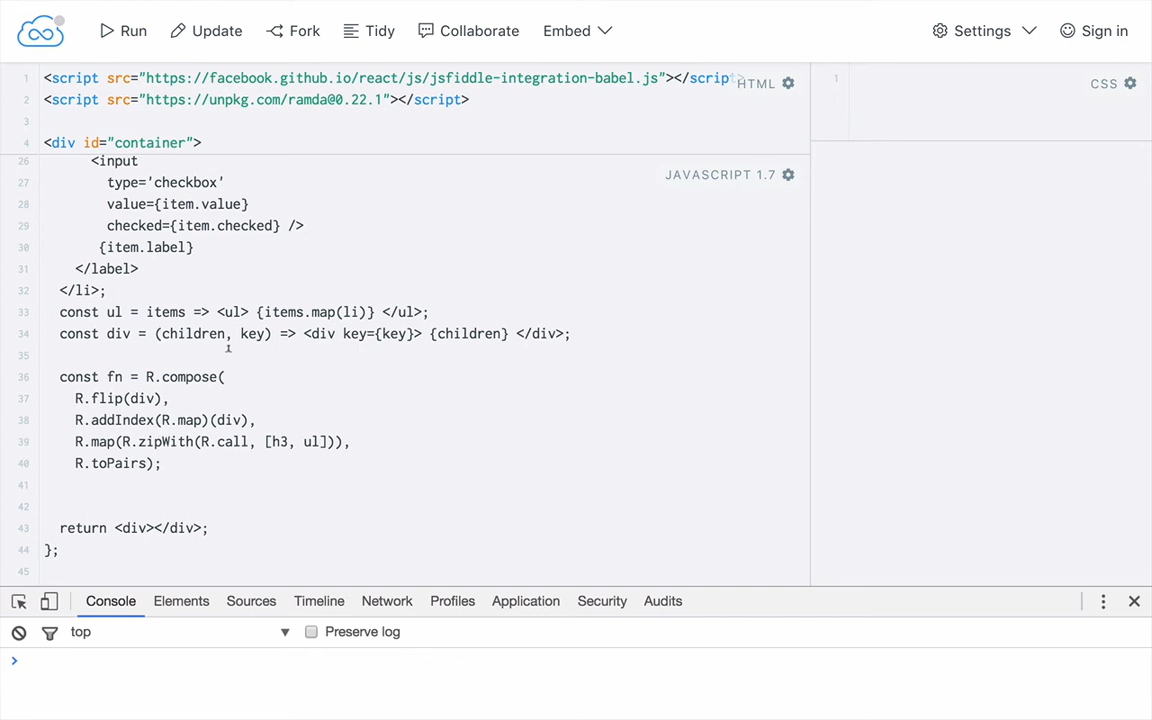 Run Update Fork Tidy Collaborate Embed Settings Sign in
1 <script src="https://facebook.github.io/react/js/jsfiddle-integration-babel.js"></script>
HTML
2 <script src="https://unpkg.com/ramda@0.22.1"></script>
3
4 <div id="container">
1
CSS
JAVASCRIPT 1.7
26 <input
27 type='checkbox'
28 value={item.value}
29 checked={item.checked} />
30 {item.label}
31 </label>
32 </li>;
33 const ul = items => <ul> {items.map(li)} </ul>;
34 const div = (children, key) => <div key={key}> {children} </div>;
35
36 const fn = R.compose(
37 R.flip(div),
38 R.addIndex(R.map)(div),
39 R.map(R.zipWith(R.call, [h3, ul])),
40 R.toPairs);
41
42
43 return <div></div>;
44 };
45
Console Elements Sources Timeline Network Profiles Application Security Audits
top ▼ Preserve log
>